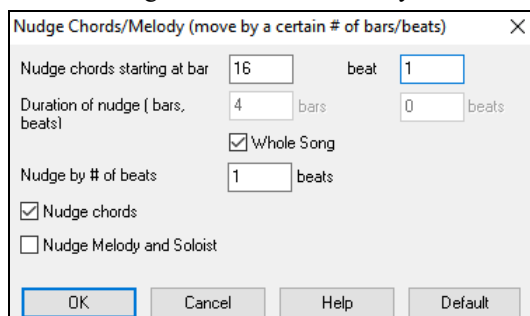 Nudge Chords/Melody (move by a certain # of bars/beats)
Nudge chords starting at bar 16 beat 1
Duration of nudge ( bars, beats) 4 bars 0 beats
Whole Song
Nudge by # of beats 1 beats
Nudge chords
Nudge Melody and Soloist
OK Cancel Help Default